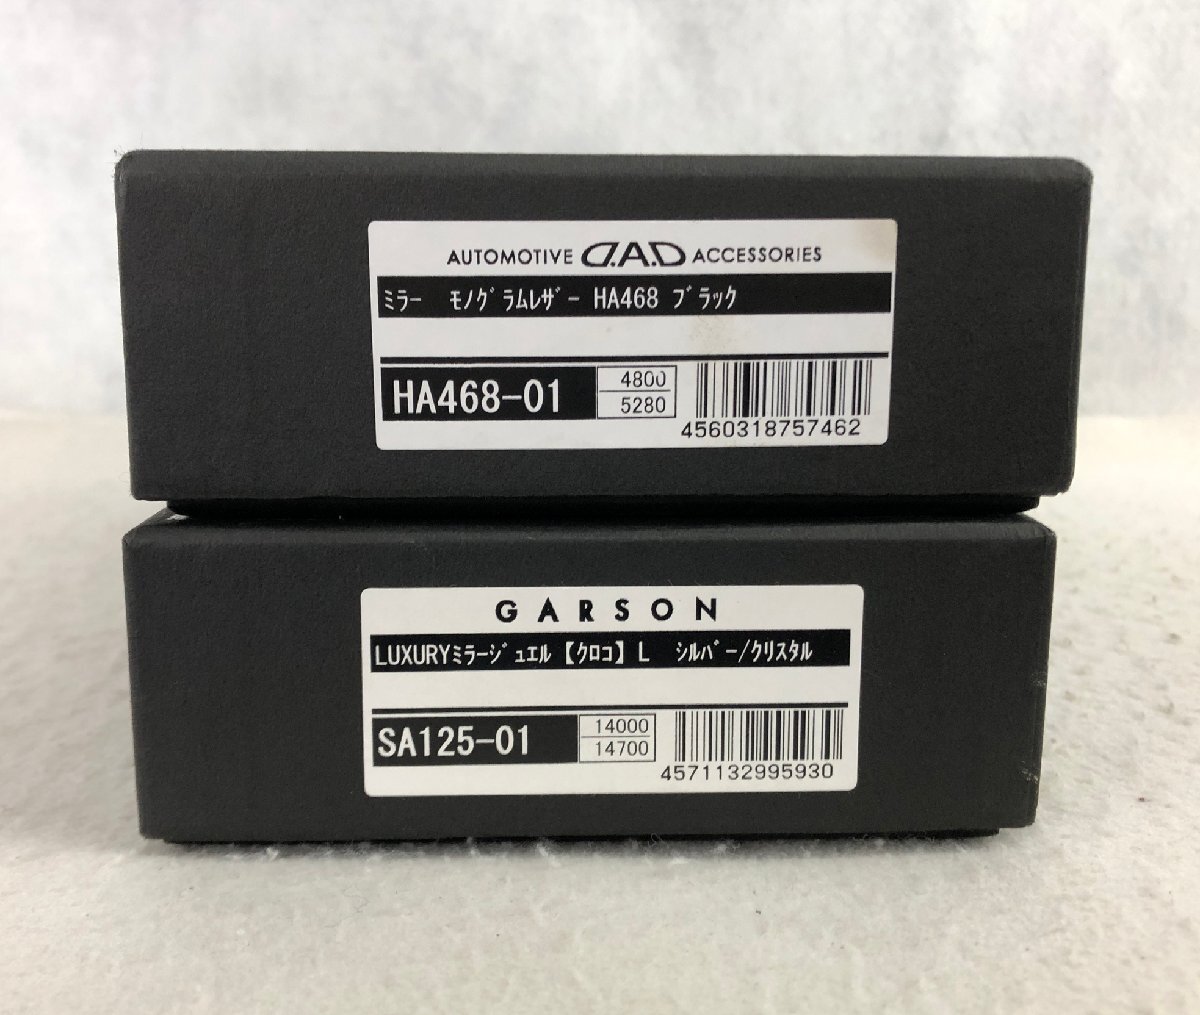 AUTOMOTIVE D.A.D ACCESSORIES
ﾐﾗｰ　ﾓﾉｸﾞﾗﾑﾚｻﾞｰ HA468 ﾌﾞﾗｯｸ
HA468-01
4800
5280
4560318757462
GARSON
LUXURYﾐﾗｰｼﾞｭｴﾙ【ｸﾛｺ】L　ｼﾙﾊﾞｰ/ｸﾘｽﾀﾙ
SA125-01
14000
14700
4571132995930